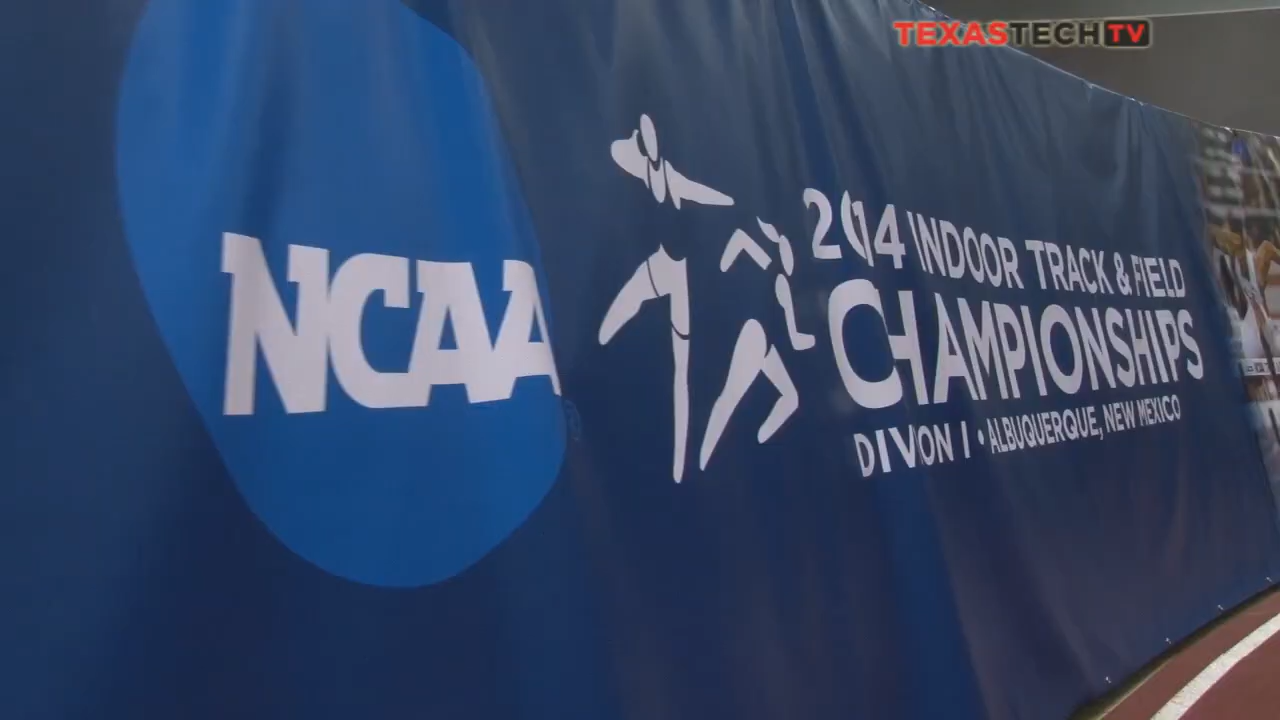 TEXASTECHTV
NCAA
2014 INDOOR TRACK & FIELD
CHAMPIONSHIPS
DIVISION I • ALBUQUERQUE, NEW MEXICO